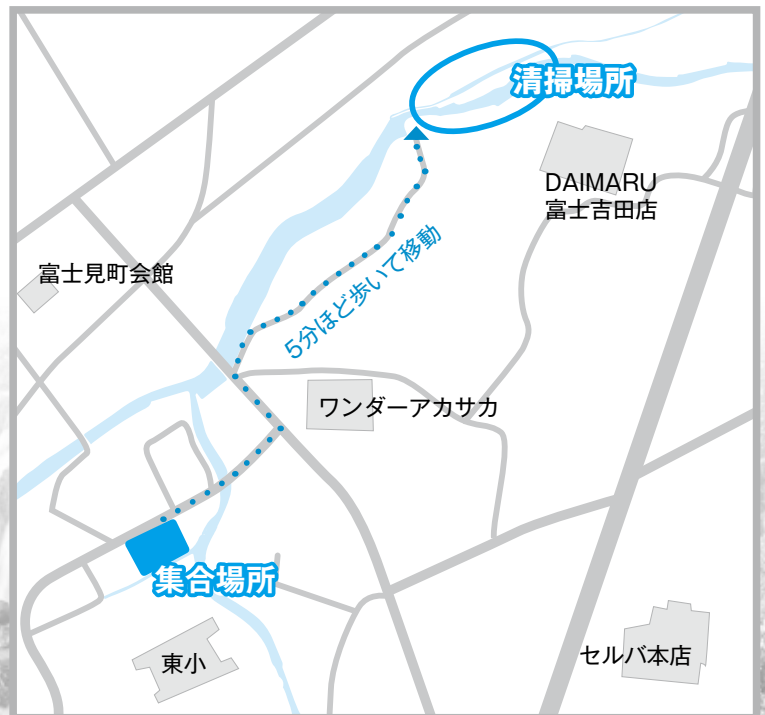 清掃場所
DAIMARU
富士吉田店
富士見町会館
5分ほど歩いて移動
ワンダーアカサカ
集合場所
東小
セルバ本店